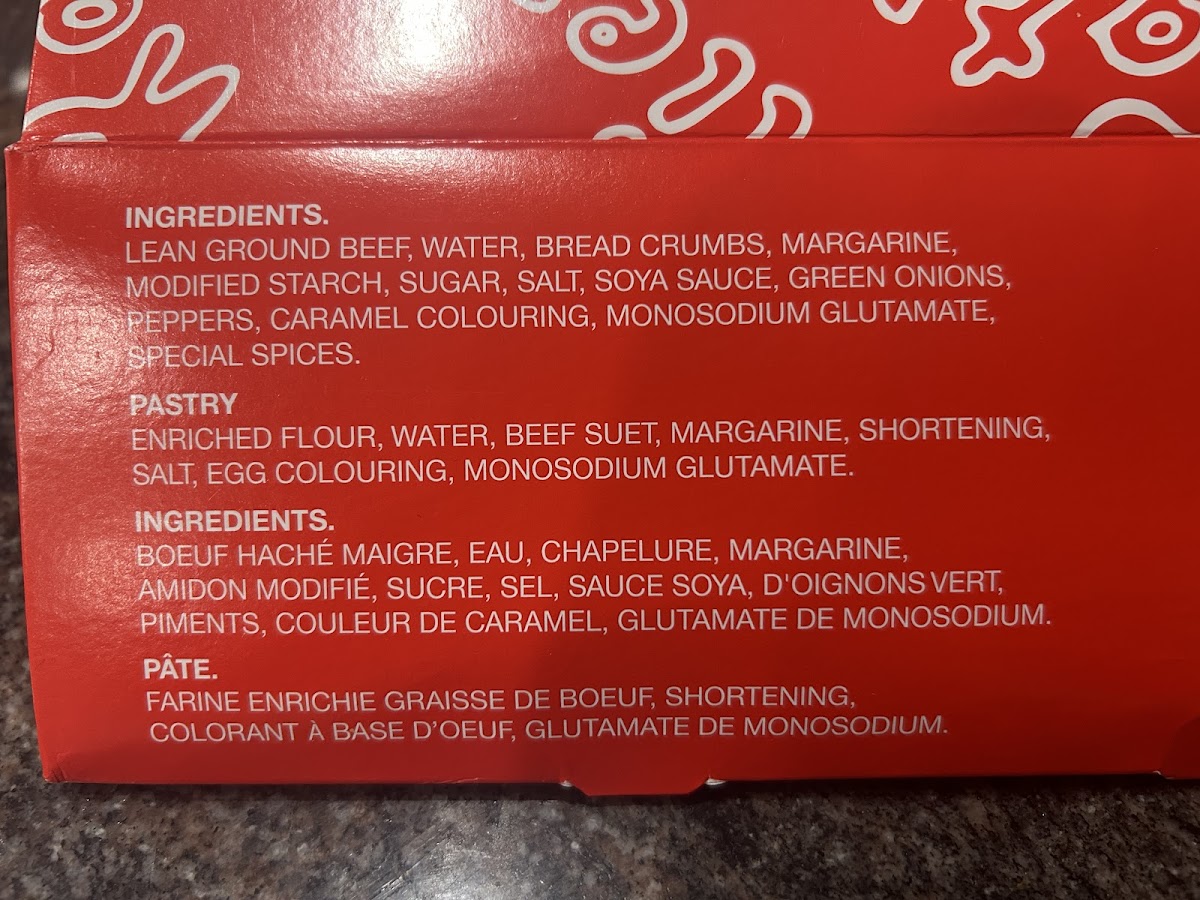 INGREDIENTS.
LEAN GROUND BEEF, WATER, BREAD CRUMBS, MARGARINE,
MODIFIED STARCH, SUGAR, SALT, SOYA SAUCE, GREEN ONIONS,
PEPPERS, CARAMEL COLOURING, MONOSODIUM GLUTAMATE,
SPECIAL SPICES.
PASTRY
ENRICHED FLOUR, WATER, BEEF SUET, MARGARINE, SHORTENING,
SALT, EGG COLOURING, MONOSODIUM GLUTAMATE.
INGREDIENTS.
BOEUF HACHÉ MAIGRE, EAU, CHAPELURE, MARGARINE,
AMIDON MODIFIÉ, SUCRE, SEL, SAUCE SOYA, D'OIGNONS VERT,
PIMENTS, COULEUR DE CARAMEL, GLUTAMATE DE MONOSODIUM.
PÂTE.
FARINE ENRICHIE GRAISSE DE BOEUF, SHORTENING,
COLORANT À BASE D'OEUF, GLUTAMATE DE MONOSODIUM.